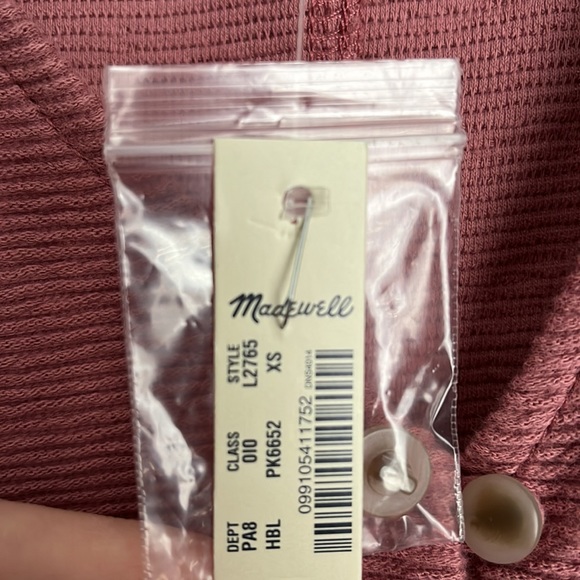 Madewell
DEPT CLASS STYLE
PA8 010 L2765
HBL PK6652 XS
099105411752